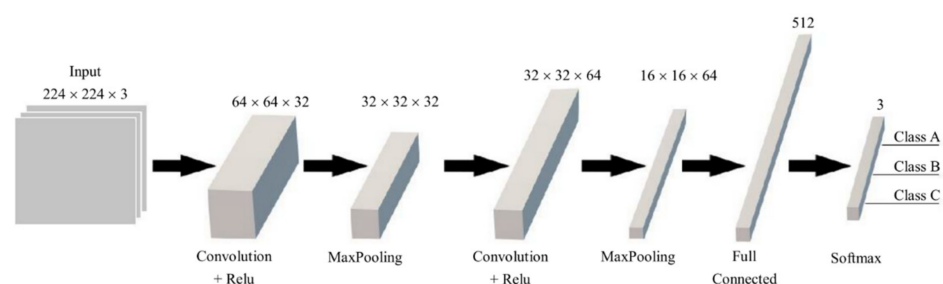 Input
224 × 224 × 3
64 × 64 × 32
32 × 32 × 32
32 × 32 × 64
16 × 16 × 64
512
3
Class A
Class B
Class C
Convolution
+ Relu
MaxPooling
Convolution
+ Relu
MaxPooling
Full
Connected
Softmax